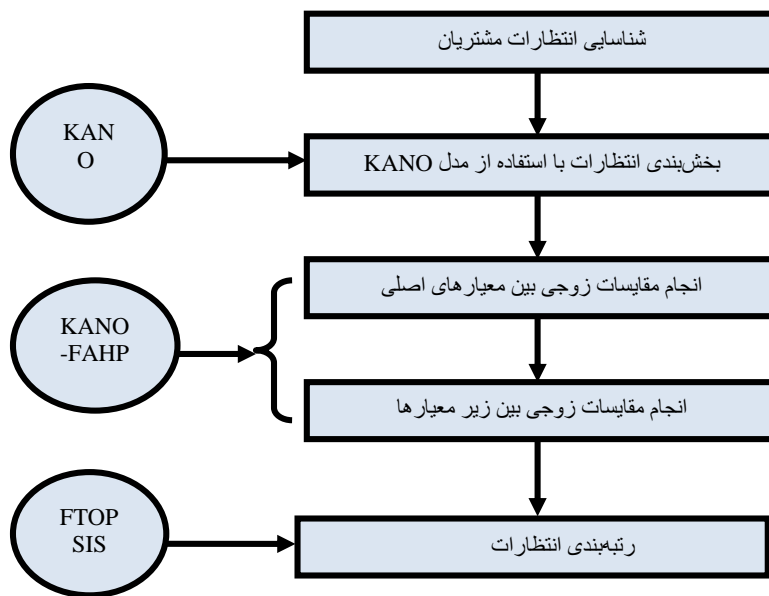 شناسایی انتظارات مشتریان
KAN
O
بخش‌بندی انتظارات با استفاده از مدل KANO
انجام مقایسات زوجی بین معیارهای اصلی
KANO
-FAHP
انجام مقایسات زوجی بین زیر معیارها
FTOP
SIS
رتبه‌بندی انتظارات